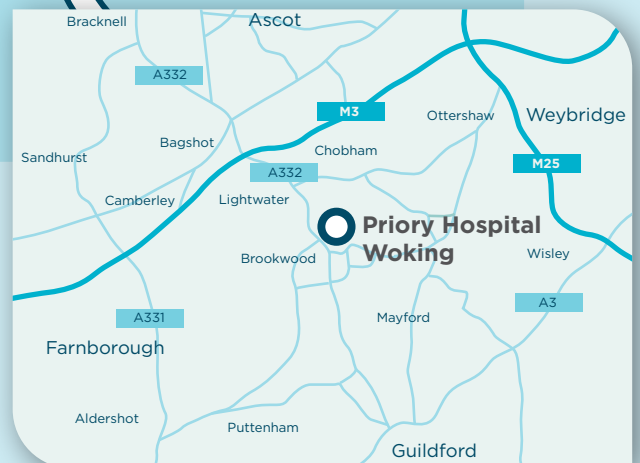 Bracknell
Ascot
A332
M3
Ottershaw
Weybridge
Bagshot
Chobham
Sandhurst
M25
A332
Camberley
Lightwater
Priory Hospital
Woking
Brookwood
Wisley
A3
A331
Mayford
Farnborough
Aldershot
Puttenham
Guildford